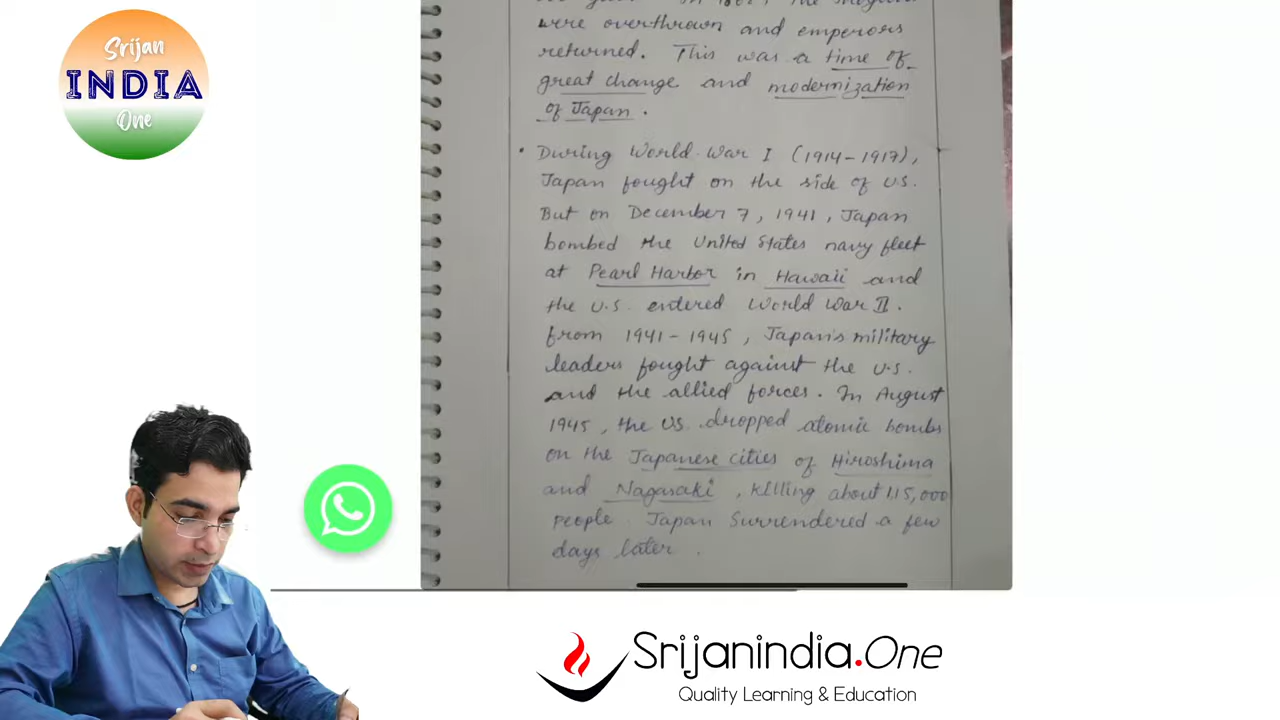 Srijan
INDIA
One
were overthrown and emperors
returned. This was a time of
great change and modernization
of Japan.
• During World War I (1914-1917),
Japan fought on the side of U.S.
But on December 7, 1941, Japan
bombed the United States navy fleet
at Pearl Harbor in Hawaii and
the U.S. entered World War II.
from 1941-1945, Japan's military
leaders fought against the U.S.
and the allied forces. In August
1945, the US. dropped atomic bombs
on the Japanese cities of Hiroshima
and Nagasaki, killing about 115,000
people. Japan Surrendered a few
days later.
Srijanindia.One
Quality Learning & Education